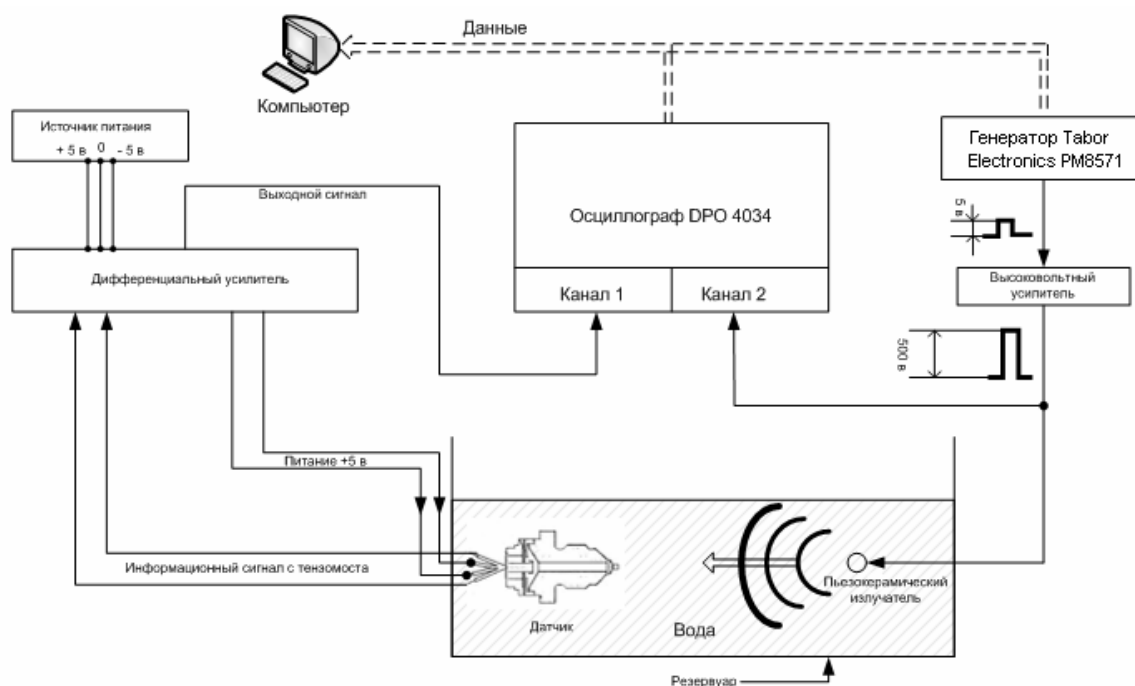 Данные
Компьютер
Источник питания
+ 5 в 0 - 5 в
Генератор Tabor
Electronics PM8571
Выходной сигнал
5 в
Осциллограф DPO 4034
Дифференциальный усилитель
Высоковольтный
усилитель
Канал 1
Канал 2
500 в
Питание +5 в
Информационный сигнал с тензомоста
Пьезокерамический
излучатель
Датчик
Вода
Резервуар